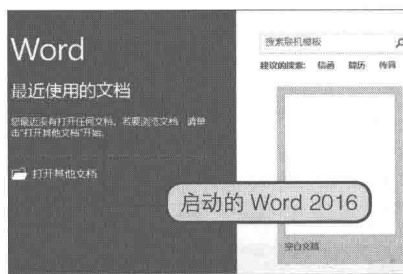 Word
最近使用的文档
您最近没有打开任何文档。若要浏览文档，请单
击“打开其他文档”开始。
打开其他文档
搜索联机模板
建议的搜索: 信函 简历 传真
空白文档
启动的 Word 2016